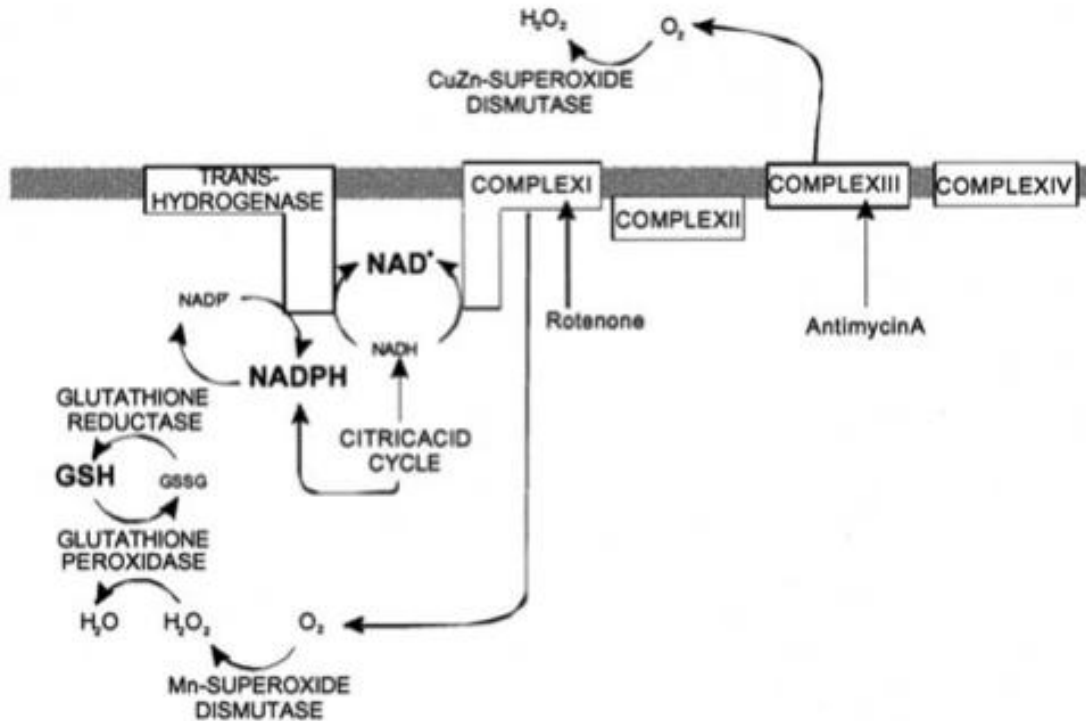 H₂O₂
O₂
CuZn-SUPEROXIDE
DISMUTASE
TRANS-
HYDROGENASE
COMPLEXI
COMPLEXII
COMPLEXIII
COMPLEXIV
NAD⁺
NADP⁺
NADH
NADPH
Rotenone
AntimycinA
GLUTATHIONE
REDUCTASE
CITRICACID
CYCLE
GSH
GSSG
GLUTATHIONE
PEROXIDASE
H₂O
H₂O₂
O₂
Mn-SUPEROXIDE
DISMUTASE